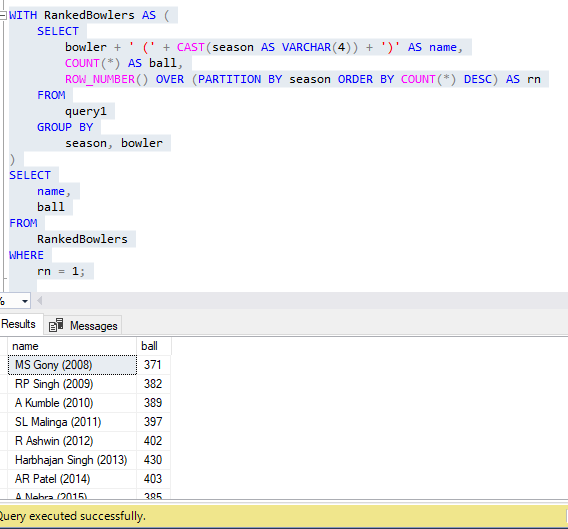 WITH RankedBowlers AS (
SELECT
bowler + ' (' + CAST(season AS VARCHAR(4)) + ')' AS name,
COUNT(*) AS ball,
ROW_NUMBER() OVER (PARTITION BY season ORDER BY COUNT(*) DESC) AS rn
FROM
query1
GROUP BY
season, bowler
)
SELECT
name,
ball
FROM
RankedBowlers
WHERE
rn = 1;
%
Results Messages
name ball
MS Gony (2008) 371
RP Singh (2009) 382
A Kumble (2010) 389
SL Malinga (2011) 397
R Ashwin (2012) 402
Harbhajan Singh (2013) 430
AR Patel (2014) 403
A Nehra (2015) 385
Query executed successfully.